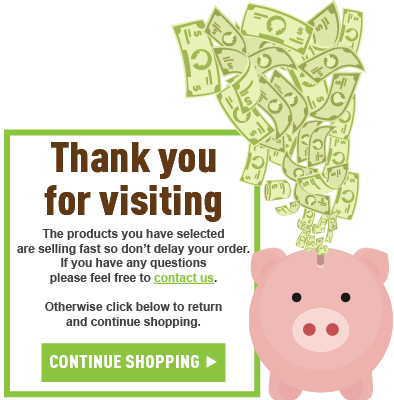 Thank you
for visiting
The products you have selected
are selling fast so don't delay your order.
If you have any questions
please feel free to contact us.
Otherwise click below to return
and continue shopping.
CONTINUE SHOPPING